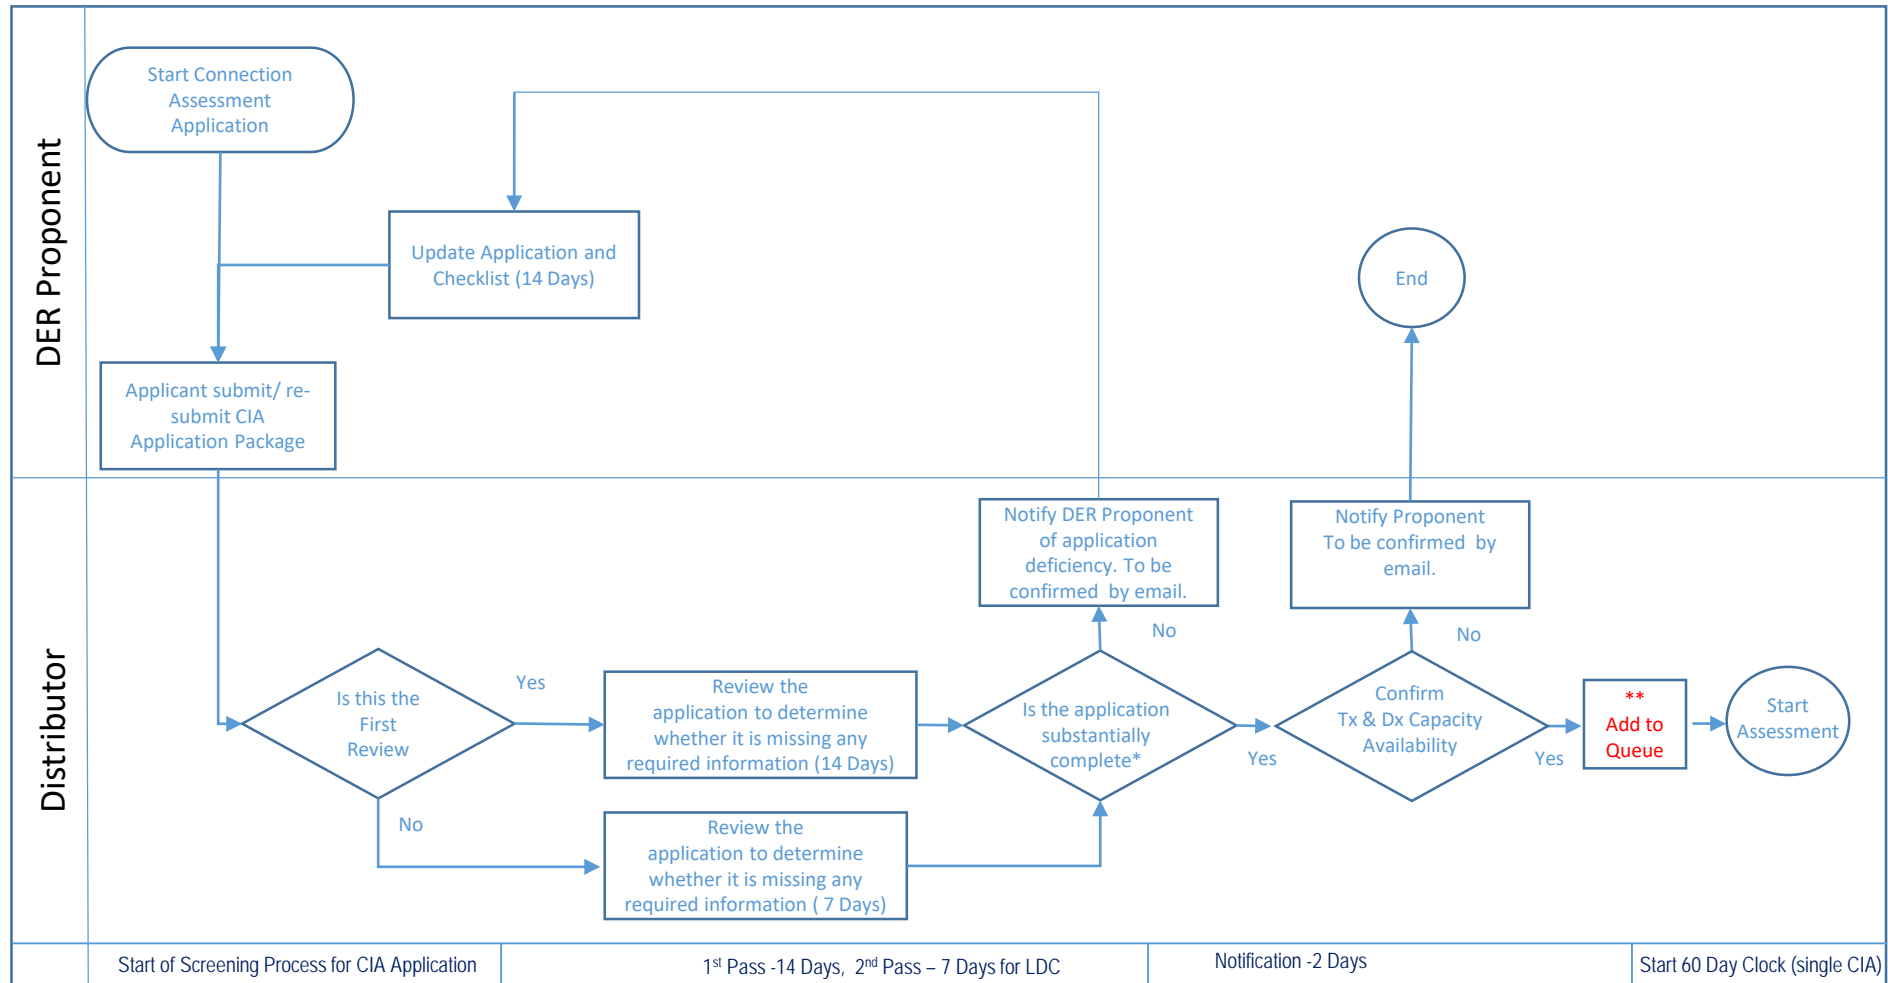 DER Proponent
Start Connection
Assessment
Application
Update Application and
Checklist (14 Days)
End
Applicant submit/ re-
submit CIA
Application Package
Distributor
Notify DER Proponent
of application
deficiency. To be
confirmed by email.
Notify Proponent
To be confirmed by
email.
No
No
Is this the
First
Review
Yes
Review the
application to determine
whether it is missing any
required information (14 Days)
Is the application
substantially
complete*
Yes
Confirm
Tx & Dx Capacity
Availability
Yes
**
Add to
Queue
Start
Assessment
No
Review the
application to determine
whether it is missing any
required information ( 7 Days)
Start of Screening Process for CIA Application
1st Pass -14 Days, 2nd Pass – 7 Days for LDC
Notification -2 Days
Start 60 Day Clock (single CIA)